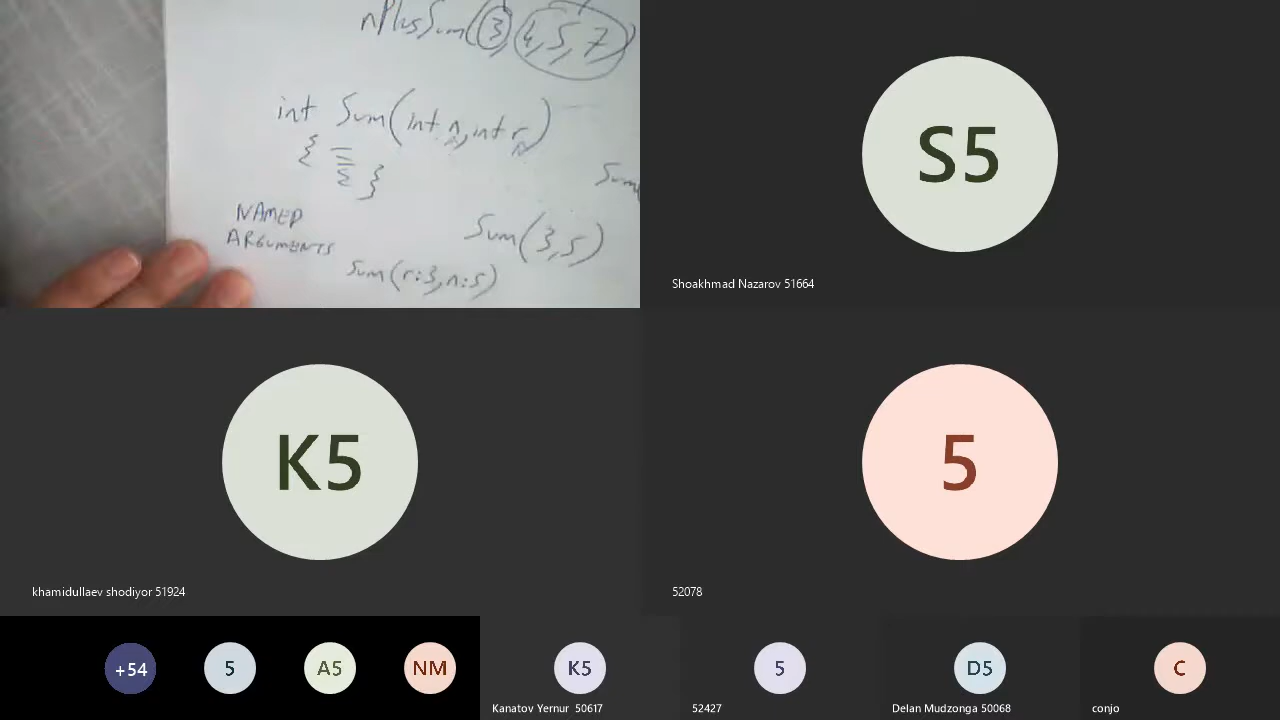 nPlusSum(3, 4, 5, 7)
int Sum(int n, int r)
{
}
Sum
NAMED
ARGUMENTS
Sum(3,5)
Sum(r:3,n:5)
S5
Shoakhmad Nazarov 51664
K5
khamidullaev shodiyor 51924
5
52078
+54
5
A5
NM
K5
Kanatov Yernur 50617
5
52427
D5
Delan Mudzonga 50068
C
conjo